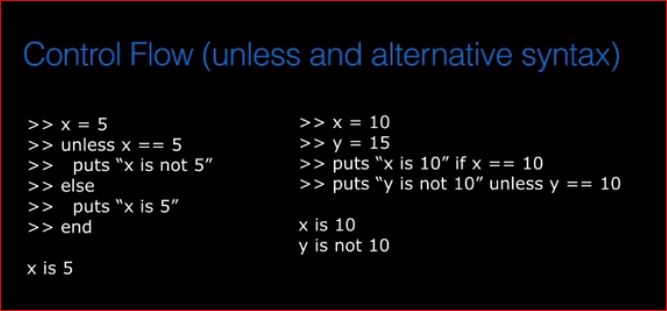 Control Flow (unless and alternative syntax)
>> x = 5
>> unless x == 5
>>   puts “x is not 5”
>> else
>>   puts “x is 5”
>> end
x is 5
>> x = 10
>> y = 15
>> puts “x is 10” if x == 10
>> puts “y is not 10” unless y == 10
x is 10
y is not 10